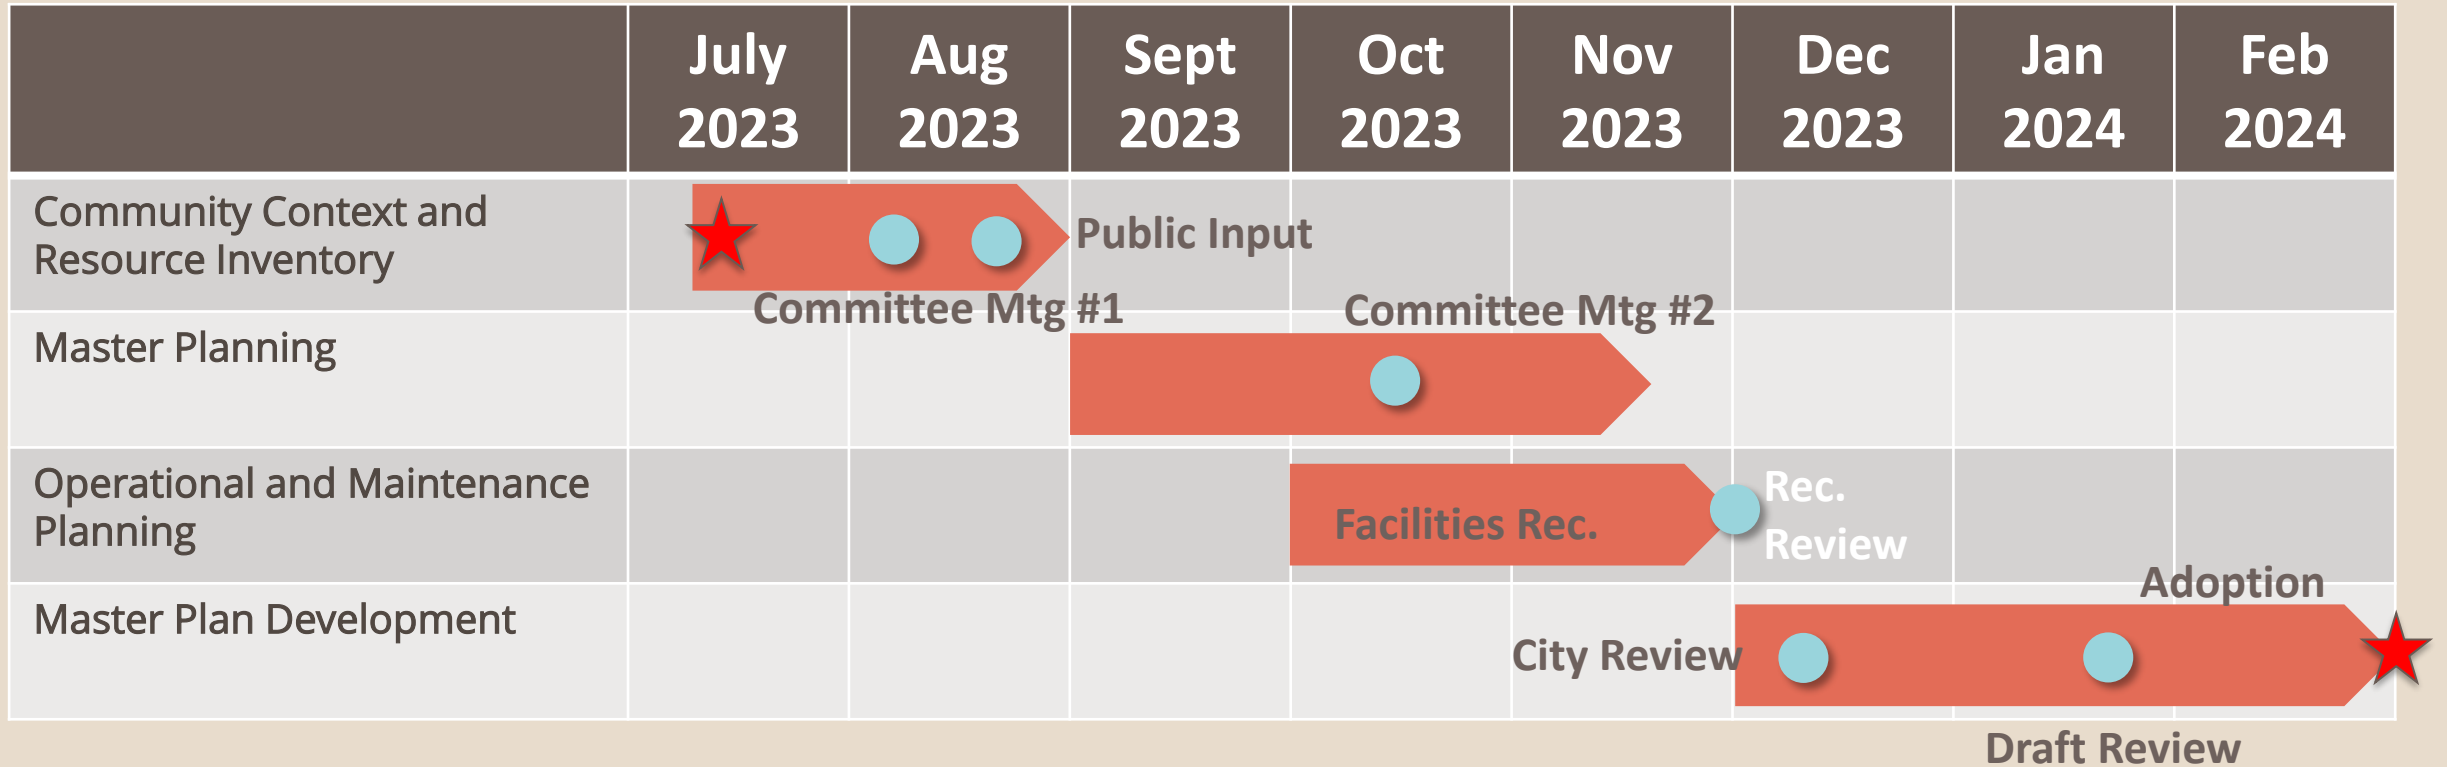 July
2023
Aug
2023
Sept
2023
Oct
2023
Nov
2023
Dec
2023
Jan
2024
Feb
2024
Community Context and
Resource Inventory
Public Input
Committee Mtg #1
Committee Mtg #2
Master Planning
Operational and Maintenance
Planning
Facilities Rec.
Rec.
Review
Adoption
Master Plan Development
City Review
Draft Review